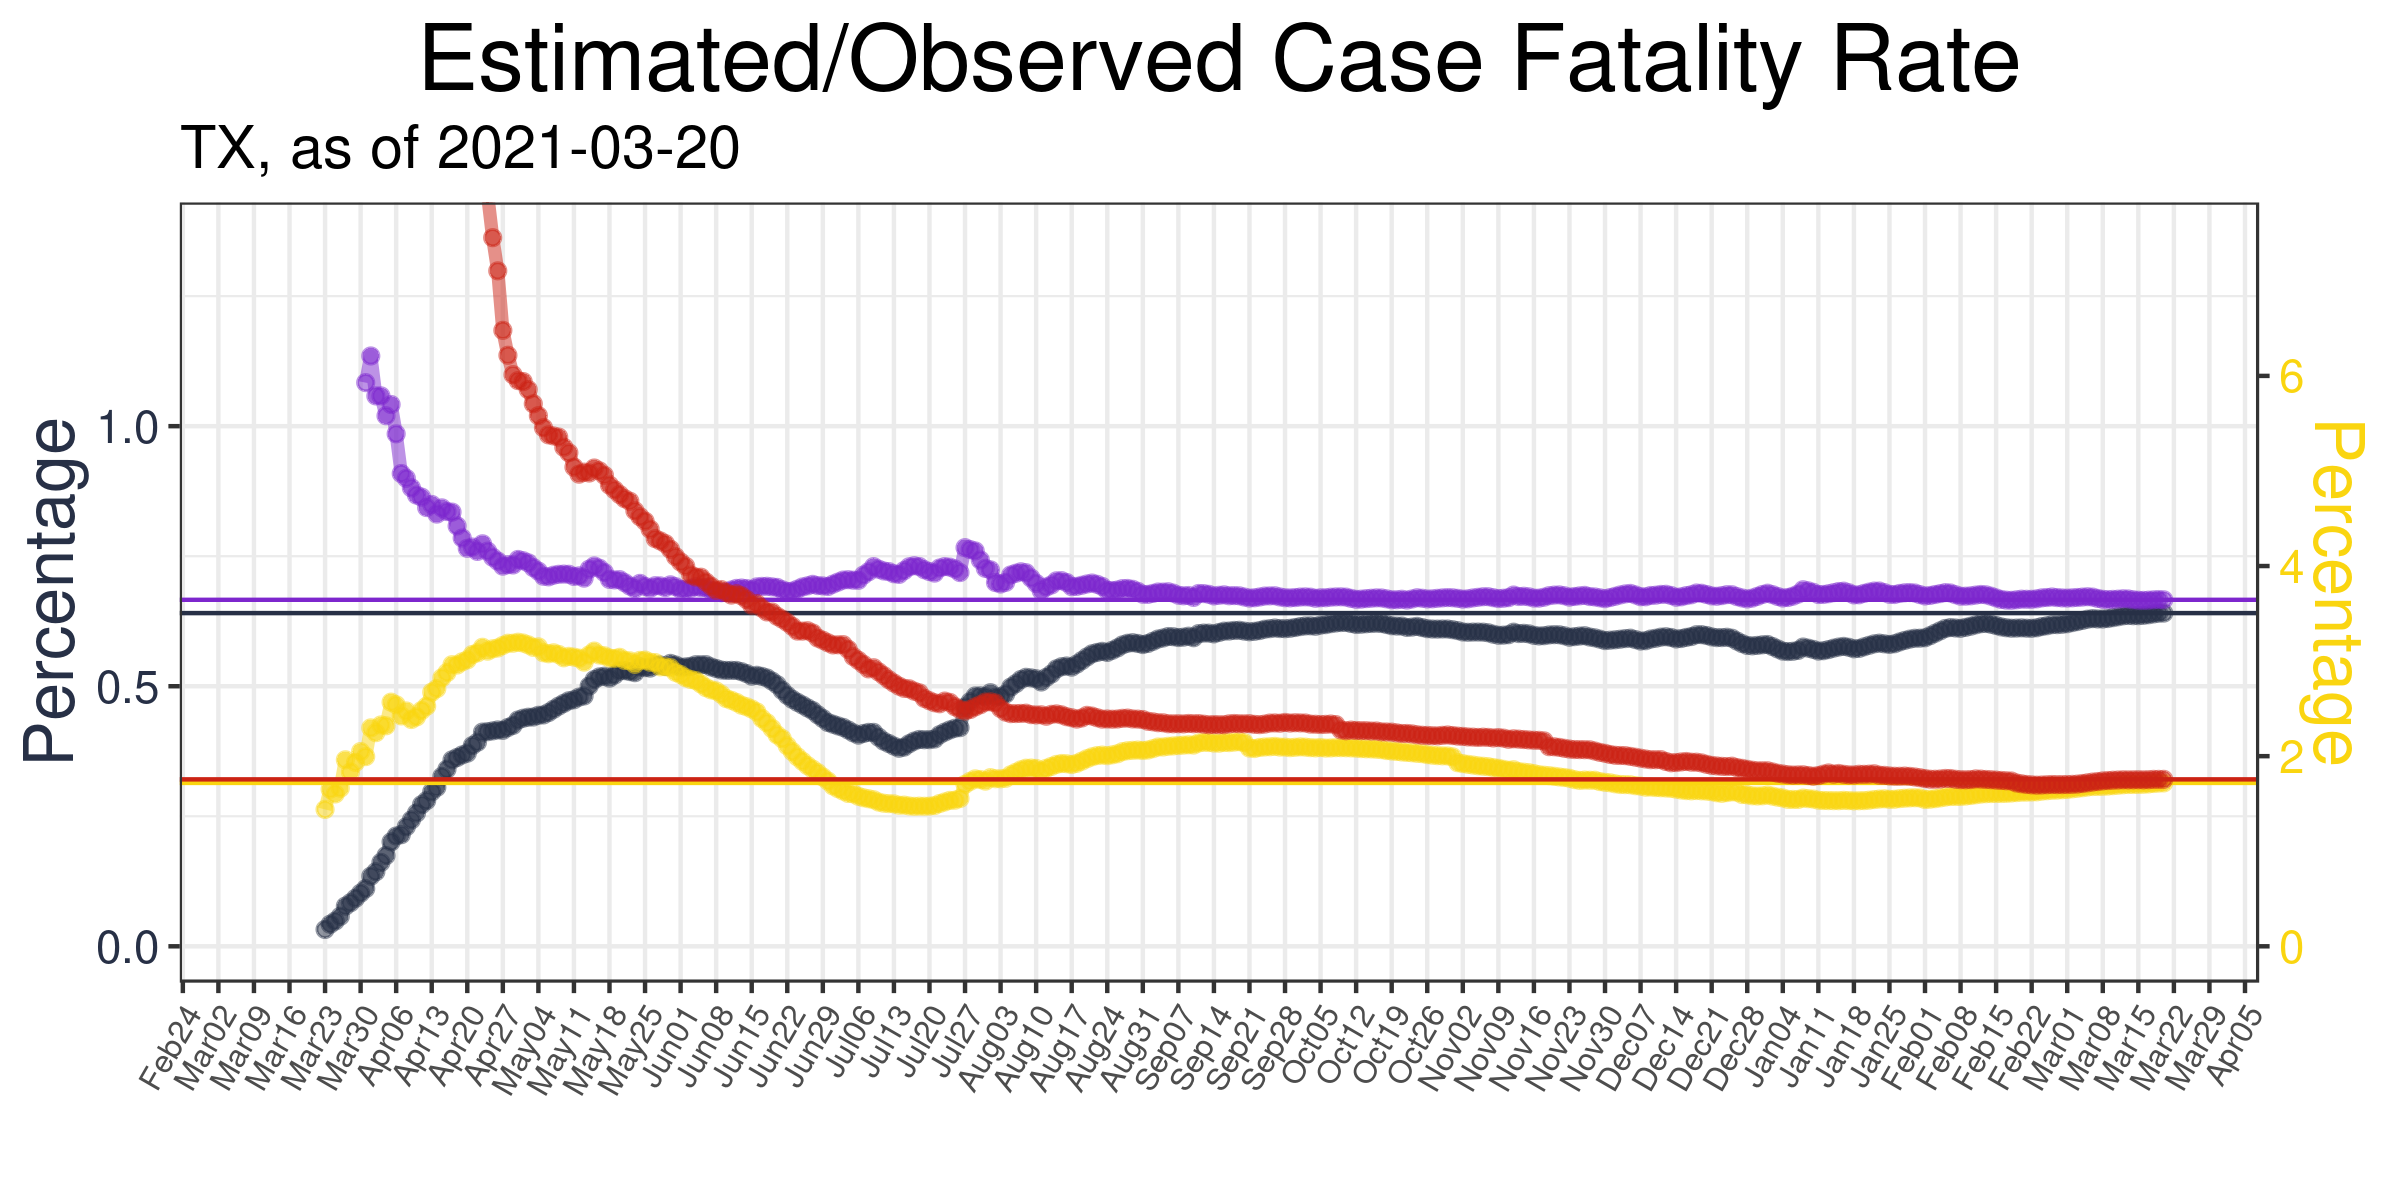 Estimated/Observed Case Fatality Rate
TX, as of 2021-03-20
Percentage
1.0
0.5
0.0
6
4
2
0
Percentage
Feb24
Mar02
Mar09
Mar16
Mar23
Mar30
Apr06
Apr13
Apr20
Apr27
May04
May11
May18
May25
Jun01
Jun08
Jun15
Jun22
Jun29
Jul06
Jul13
Jul20
Jul27
Aug03
Aug10
Aug17
Aug24
Aug31
Sep07
Sep14
Sep21
Sep28
Oct05
Oct12
Oct19
Oct26
Nov02
Nov09
Nov16
Nov23
Nov30
Dec07
Dec14
Dec21
Dec28
Jan04
Jan11
Jan18
Jan25
Feb01
Feb08
Feb15
Feb22
Mar01
Mar08
Mar15
Mar22
Mar29
Apr05